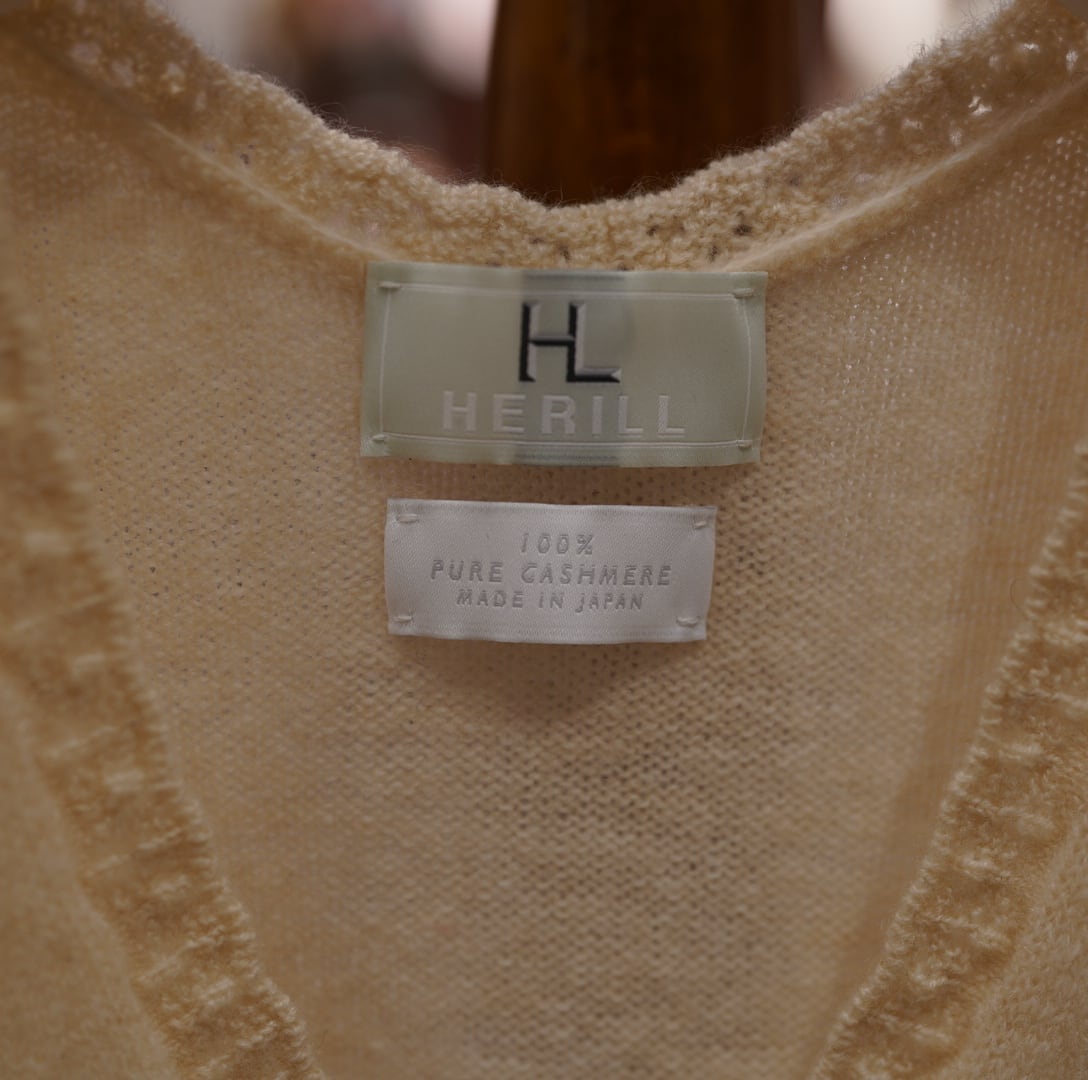 HL
HERILL
100%
PURE CASHMERE
MADE IN JAPAN